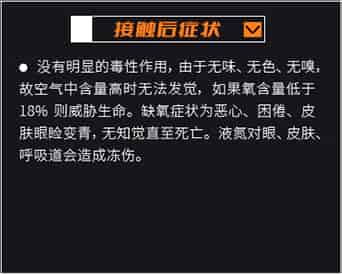 接触后症状
● 没有明显的毒性作用，由于无味、无色、无嗅，
故空气中含量高时无法发觉，如果氧含量低于
18% 则威胁生命。缺氧症状为恶心、困倦、皮
肤眼睑变青，无知觉直至死亡。液氮对眼、皮肤、
呼吸道会造成冻伤。